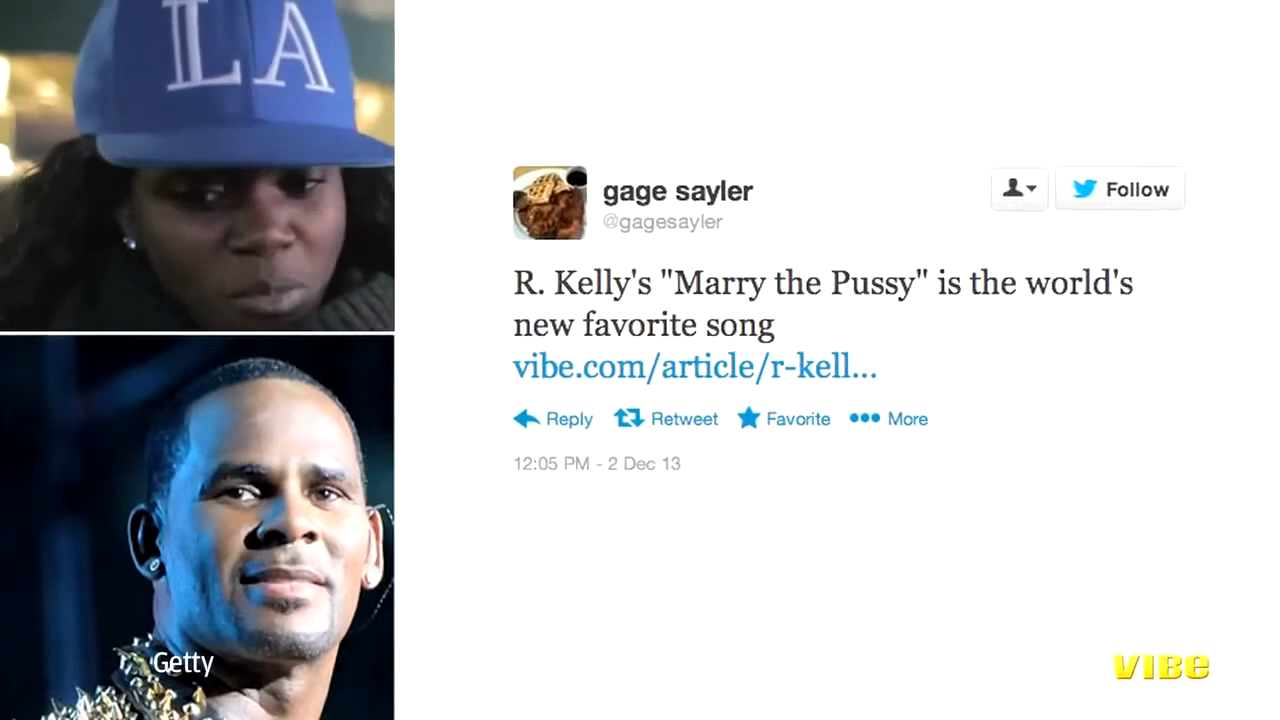 LA
gage sayler
@gagesayler
Follow
R. Kelly's "Marry the Pussy" is the world's
new favorite song
vibe.com/article/r-kell...
Reply Retweet Favorite More
12:05 PM - 2 Dec 13
Getty
VIBE